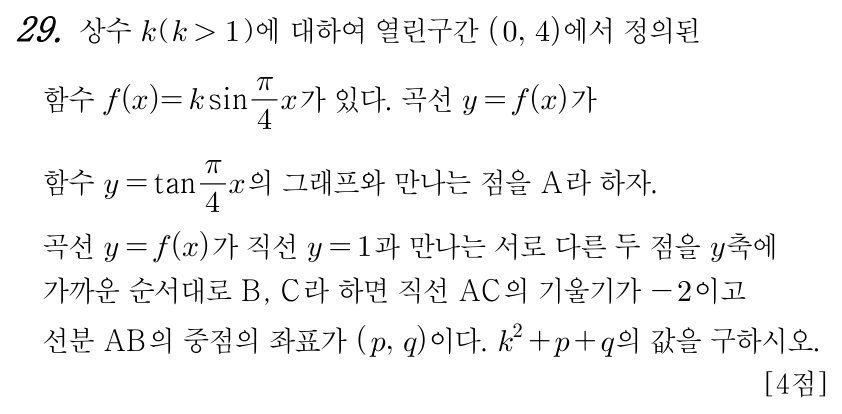 29. 상수 k(k > 1)에 대하여 열린구간 (0, 4)에서 정의된
함수 f(x)=k sin π/4 x가 있다. 곡선 y=f(x)가
함수 y=tan π/4 x의 그래프와 만나는 점을 A라 하자.
곡선 y=f(x)가 직선 y=1과 만나는 서로 다른 두 점을 y축에
가까운 순서대로 B, C라 하면 직선 AC의 기울기가 −2이고
선분 AB의 중점의 좌표가 (p, q)이다. k²+p+q의 값을 구하시오.
[4점]